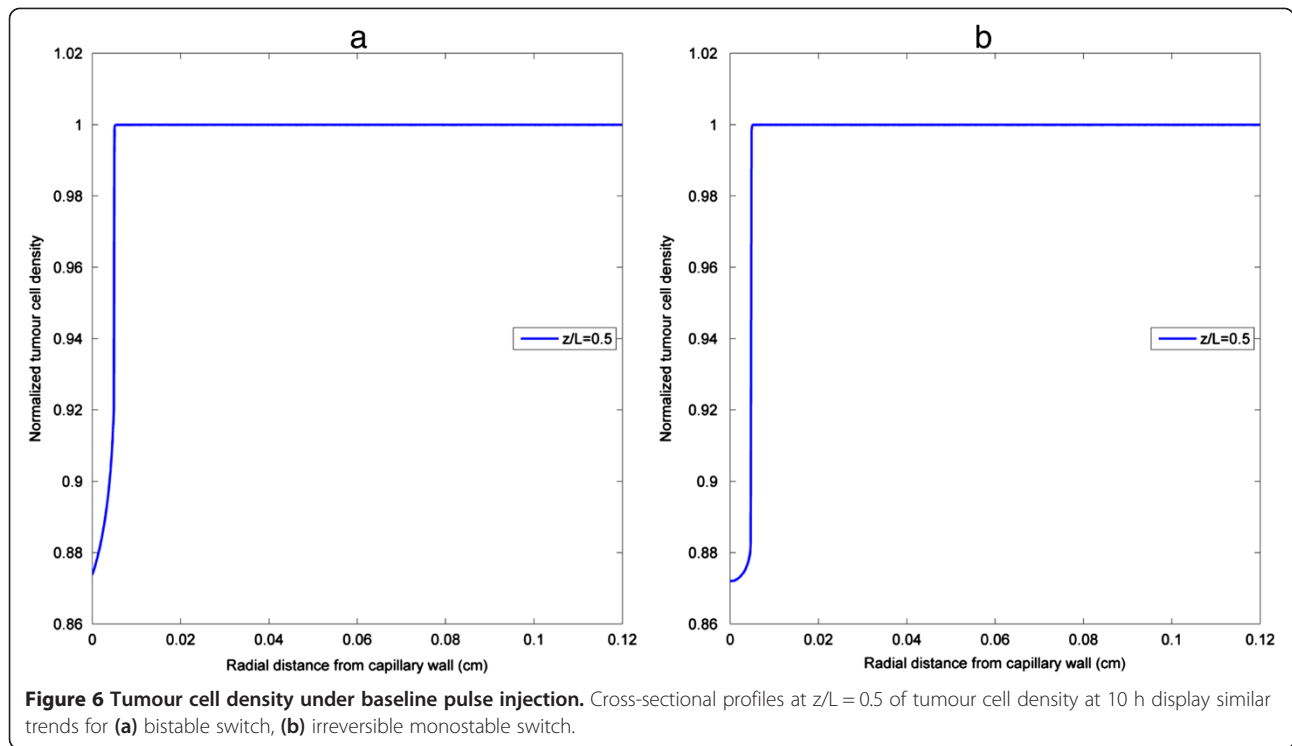 a
1.02
1
0.98
0.96
0.94
0.92
0.9
0.88
0.86
Normalized tumour cell density
z/L=0.5
0 0.02 0.04 0.06 0.08 0.1 0.12
Radial distance from capillary wall (cm)
b
1.02
1
0.98
0.96
0.94
0.92
0.9
0.88
0.86
Normalized tumour cell density
z/L=0.5
0 0.02 0.04 0.06 0.08 0.1 0.12
Radial distance from capillary wall (cm)
Figure 6 Tumour cell density under baseline pulse injection. Cross-sectional profiles at z/L = 0.5 of tumour cell density at 10 h display similar
trends for (a) bistable switch, (b) irreversible monostable switch.